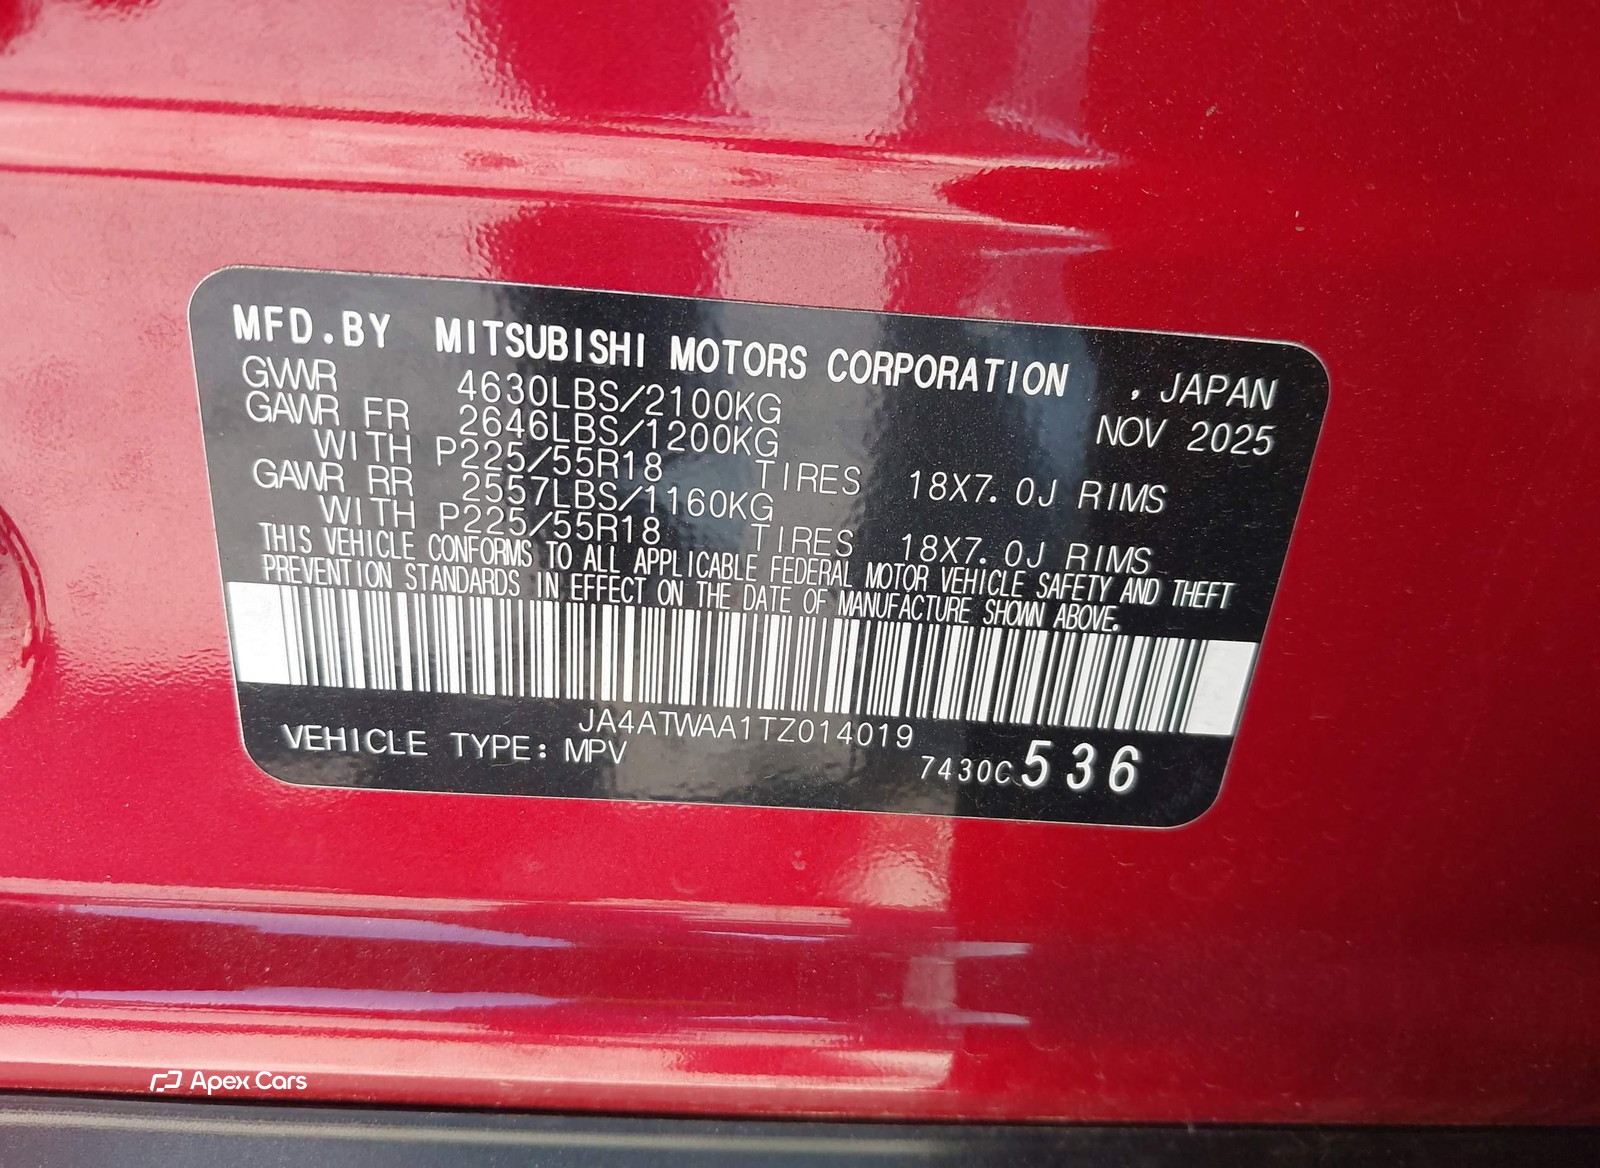 MFD.BY MITSUBISHI MOTORS CORPORATION , JAPAN
GVWR 4630LBS/2100KG NOV 2025
GAWR FR 2646LBS/1200KG
WITH P225/55R18 TIRES 18X7.0J RIMS
GAWR RR 2557LBS/1160KG
WITH P225/55R18 TIRES 18X7.0J RIMS
THIS VEHICLE CONFORMS TO ALL APPLICABLE FEDERAL MOTOR VEHICLE SAFETY AND THEFT
PREVENTION STANDARDS IN EFFECT ON THE DATE OF MANUFACTURE SHOWN ABOVE.
JA4ATWAA1TZ014019
VEHICLE TYPE: MPV 7430C 536
Apex Cars